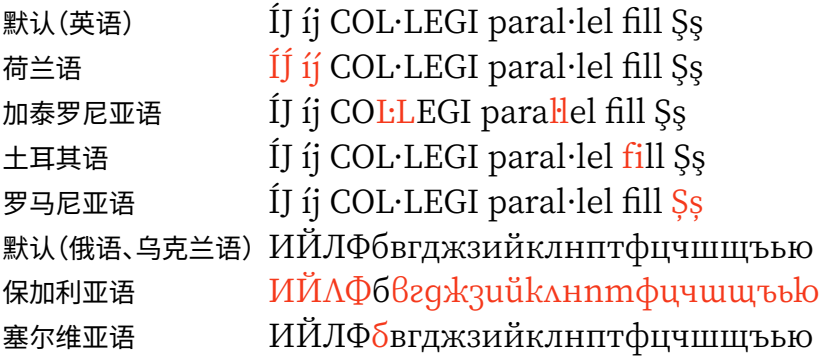 默认（英语） ÍJ íj COL·LEGI paral·lel fill Şş
荷兰语 ÍJ́ íj́ COL·LEGI paral·lel fill Şş
加泰罗尼亚语 ÍJ íj COL·LEGI paral·lel fill Şş
土耳其语 ÍJ íj COL·LEGI paral·lel fill Şş
罗马尼亚语 ÍJ íj COL·LEGI paral·lel fill Șș
默认（俄语、乌克兰语） ИЙЛФбвгджзийклнптфцчшщъью
保加利亚语 ИЙЛФбвгджзийклнптфцчшщъью
塞尔维亚语 ИЙЛФбвгджзийклнптфцчшщъью